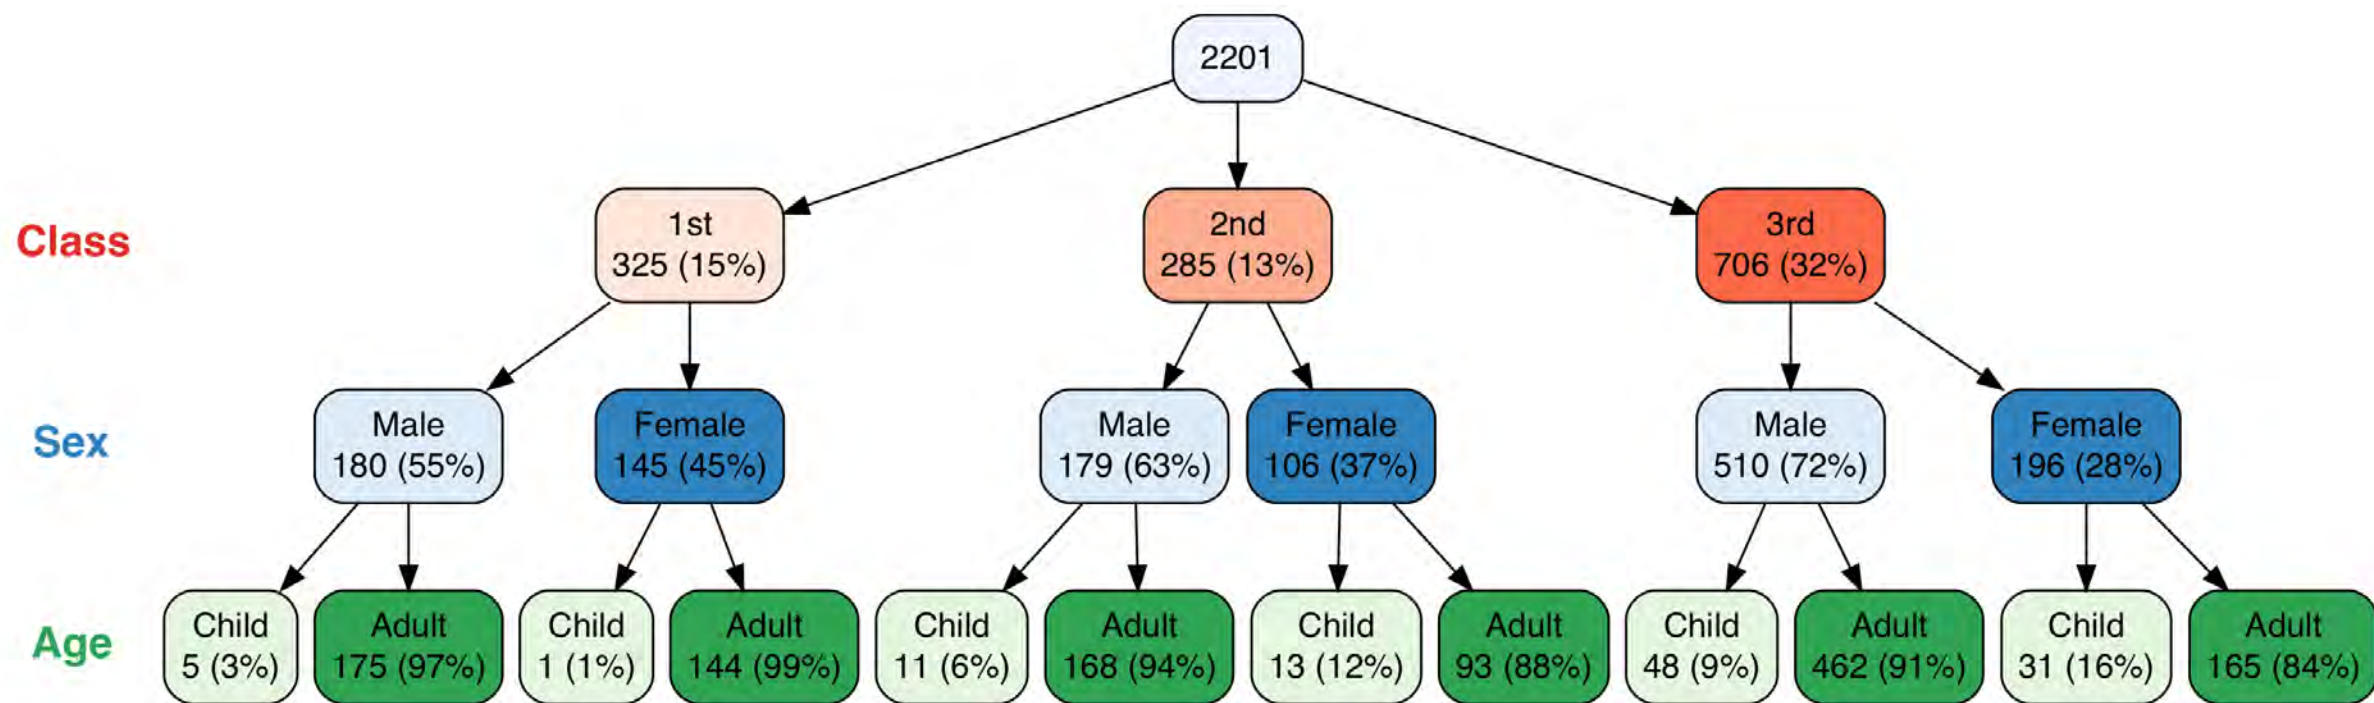 2201
Class
1st
325 (15%)
2nd
285 (13%)
3rd
706 (32%)
Sex
Male
180 (55%)
Female
145 (45%)
Male
179 (63%)
Female
106 (37%)
Male
510 (72%)
Female
196 (28%)
Age
Child
5 (3%)
Adult
175 (97%)
Child
1 (1%)
Adult
144 (99%)
Child
11 (6%)
Adult
168 (94%)
Child
13 (12%)
Adult
93 (88%)
Child
48 (9%)
Adult
462 (91%)
Child
31 (16%)
Adult
165 (84%)